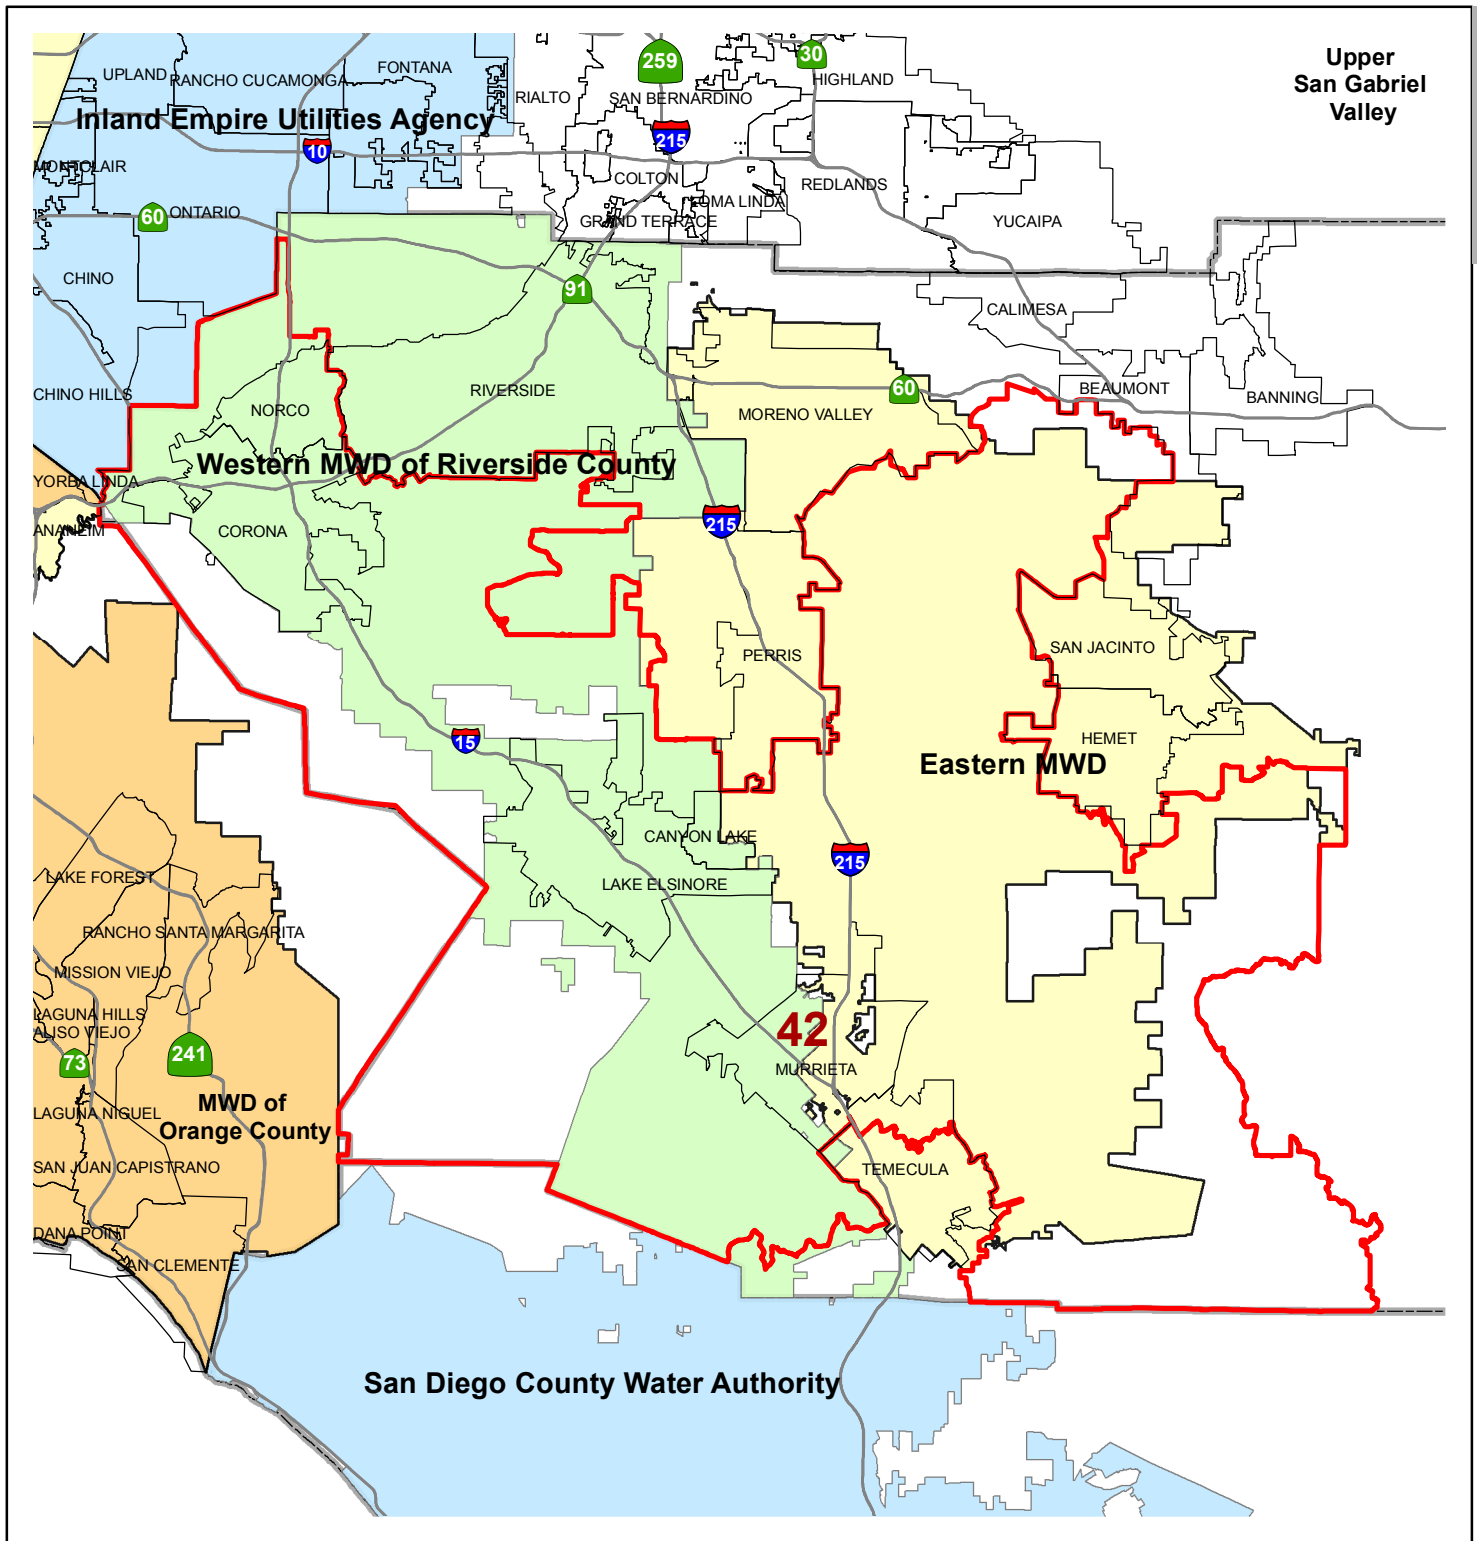 Upper
San Gabriel
Valley
259
30
UPLAND
RANCHO CUCAMONGA
FONTANA
RIALTO
SAN BERNARDINO
HIGHLAND
Inland Empire Utilities Agency
10
215
MONTCLAIR
COLTON
LOMA LINDA
REDLANDS
60
ONTARIO
GRAND TERRACE
YUCAIPA
CHINO
91
CALIMESA
CHINO HILLS
NORCO
RIVERSIDE
60
MORENO VALLEY
BEAUMONT
BANNING
Western MWD of Riverside County
YORBA LINDA
ANAHEIM
CORONA
215
PERRIS
SAN JACINTO
15
HEMET
Eastern MWD
CANYON LAKE
LAKE ELSINORE
215
LAKE FOREST
RANCHO SANTA MARGARITA
MISSION VIEJO
LAGUNA HILLS
ALISO VIEJO
73
241
42
MURRIETA
MWD of
Orange County
LAGUNA NIGUEL
SAN JUAN CAPISTRANO
TEMECULA
DANA POINT
SAN CLEMENTE
San Diego County Water Authority